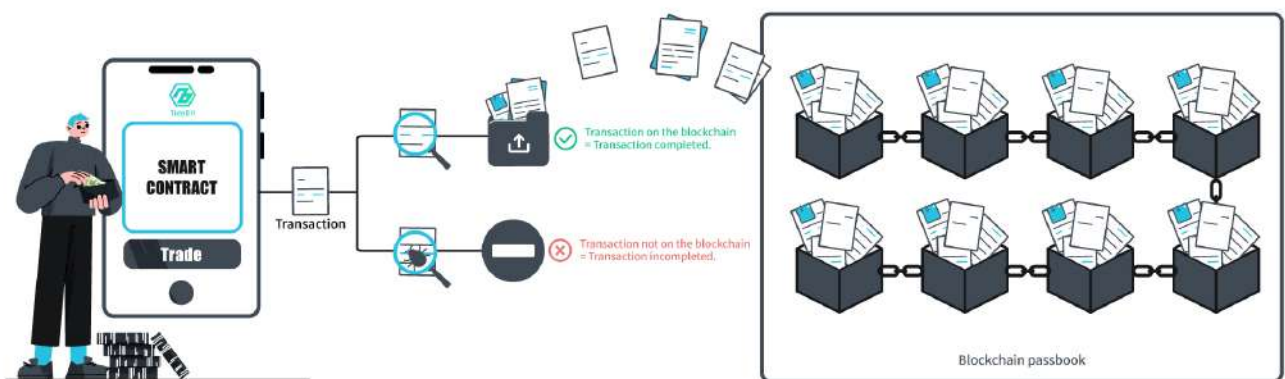 SMART
CONTRACT
Trade
Transaction
Transaction on the blockchain
= Transaction completed.
Transaction not on the blockchain
= Transaction incompleted.
Blockchain passbook